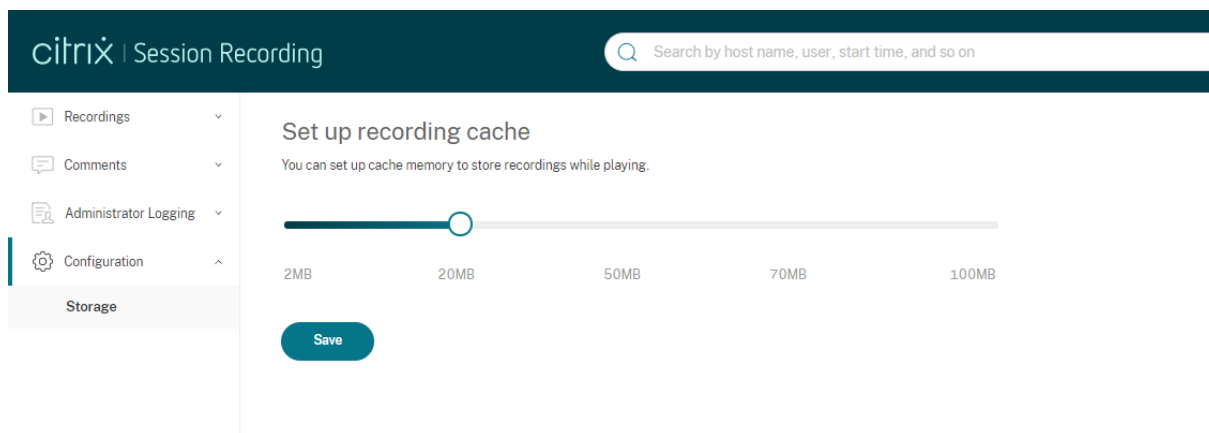 citrix | Session Recording
Search by host name, user, start time, and so on
Recordings
Comments
Administrator Logging
Configuration
Storage
Set up recording cache
You can set up cache memory to store recordings while playing.
2MB 20MB 50MB 70MB 100MB
Save